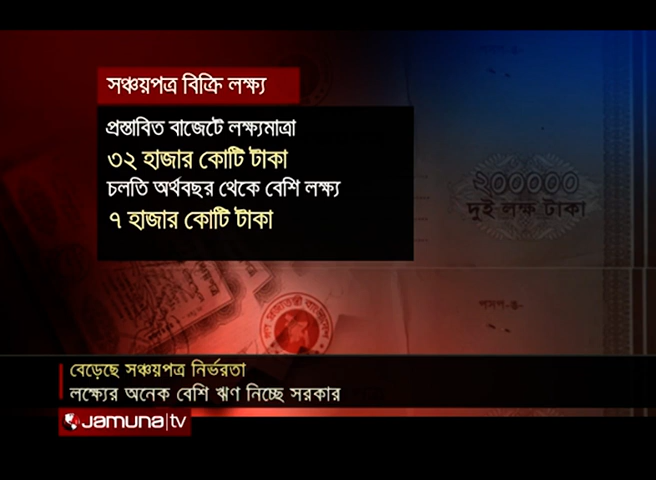 সঞ্চয়পত্র বিক্রি লক্ষ্য
প্রস্তাবিত বাজেটে লক্ষ্যমাত্রা
৩২ হাজার কোটি টাকা
চলতি অর্থবছর থেকে বেশি লক্ষ্য
৭ হাজার কোটি টাকা
২০০০০০
দুই লক্ষ টাকা
বেড়েছে সঞ্চয়পত্র নির্ভরতা
লক্ষ্যের অনেক বেশি ঋণ নিচ্ছে সরকার
Jamuna|tv